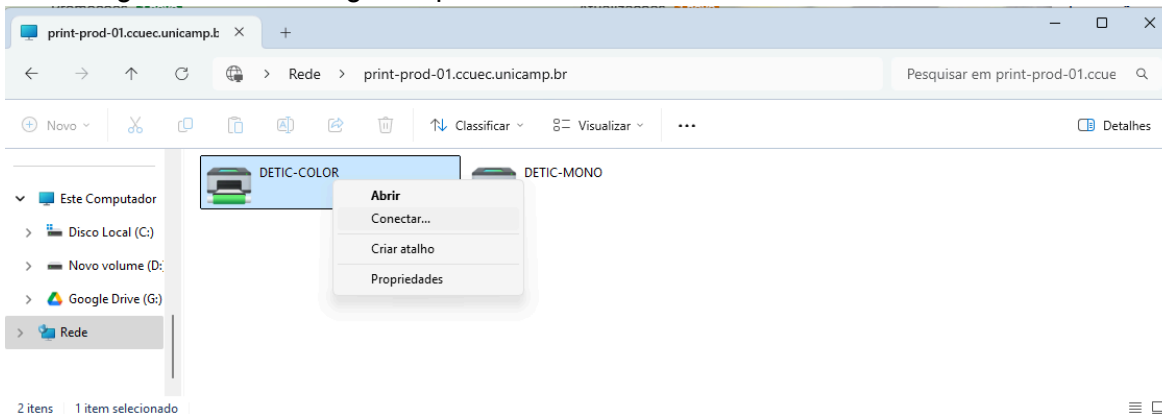 print-prod-01.ccuec.unicamp.b
Rede > print-prod-01.ccuec.unicamp.br
Pesquisar em print-prod-01.ccue
Novo
Classificar
Visualizar
Detalhes
DETIC-COLOR
DETIC-MONO
Abrir
Conectar...
Criar atalho
Propriedades
Este Computador
Disco Local (C:)
Novo volume (D:
Google Drive (G:)
Rede
2 itens 1 item selecionado